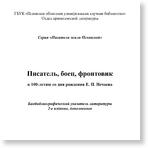 ГБУК «Псковская областная универсальная научная библиотека»
Отдел краеведческой литературы
Серия «Писатели земли Псковской»
Писатель, боец, фронтовик
к 100-летию со дня рождения Е. П. Нечаева
Библиографический указатель литературы
2-е издание, дополненное